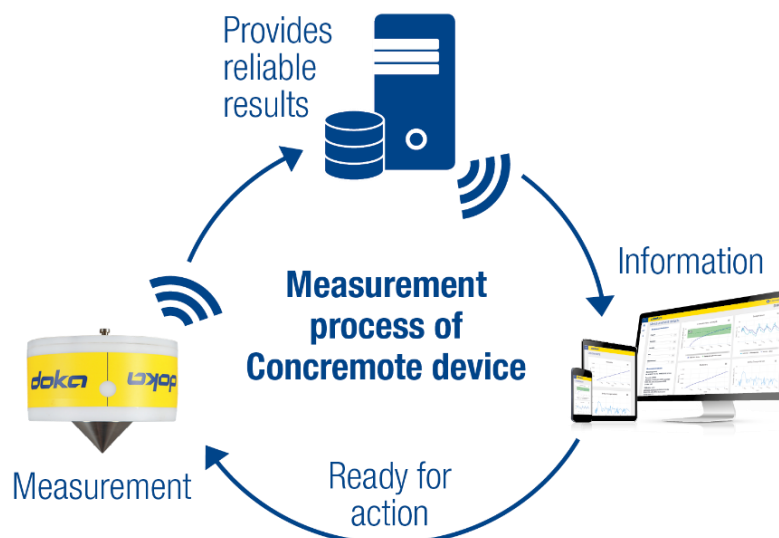 Provides
reliable
results
Information
Measurement
process of
Concremote device
doka
doka
Measurement
Ready for
action